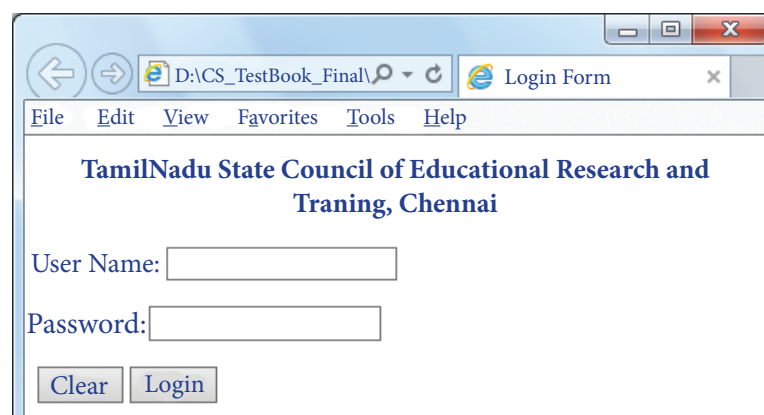 D:\CS_TestBook_Final\ Login Form
File Edit View Favorites Tools Help
TamilNadu State Council of Educational Research and
Traning, Chennai
User Name:
Password:
Clear Login